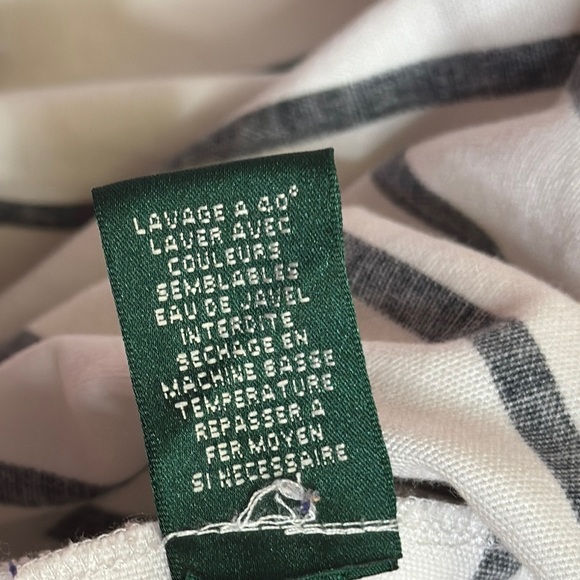 LAVAGE A 40°
LAVER AVEC
COULEURS
SEMBLABLES
EAU DE JAVEL
INTERDITE
SECHAGE EN
MACHINE BASSE
TEMPERATURE
REPASSER A
FER MOYEN
SI NECESSAIRE